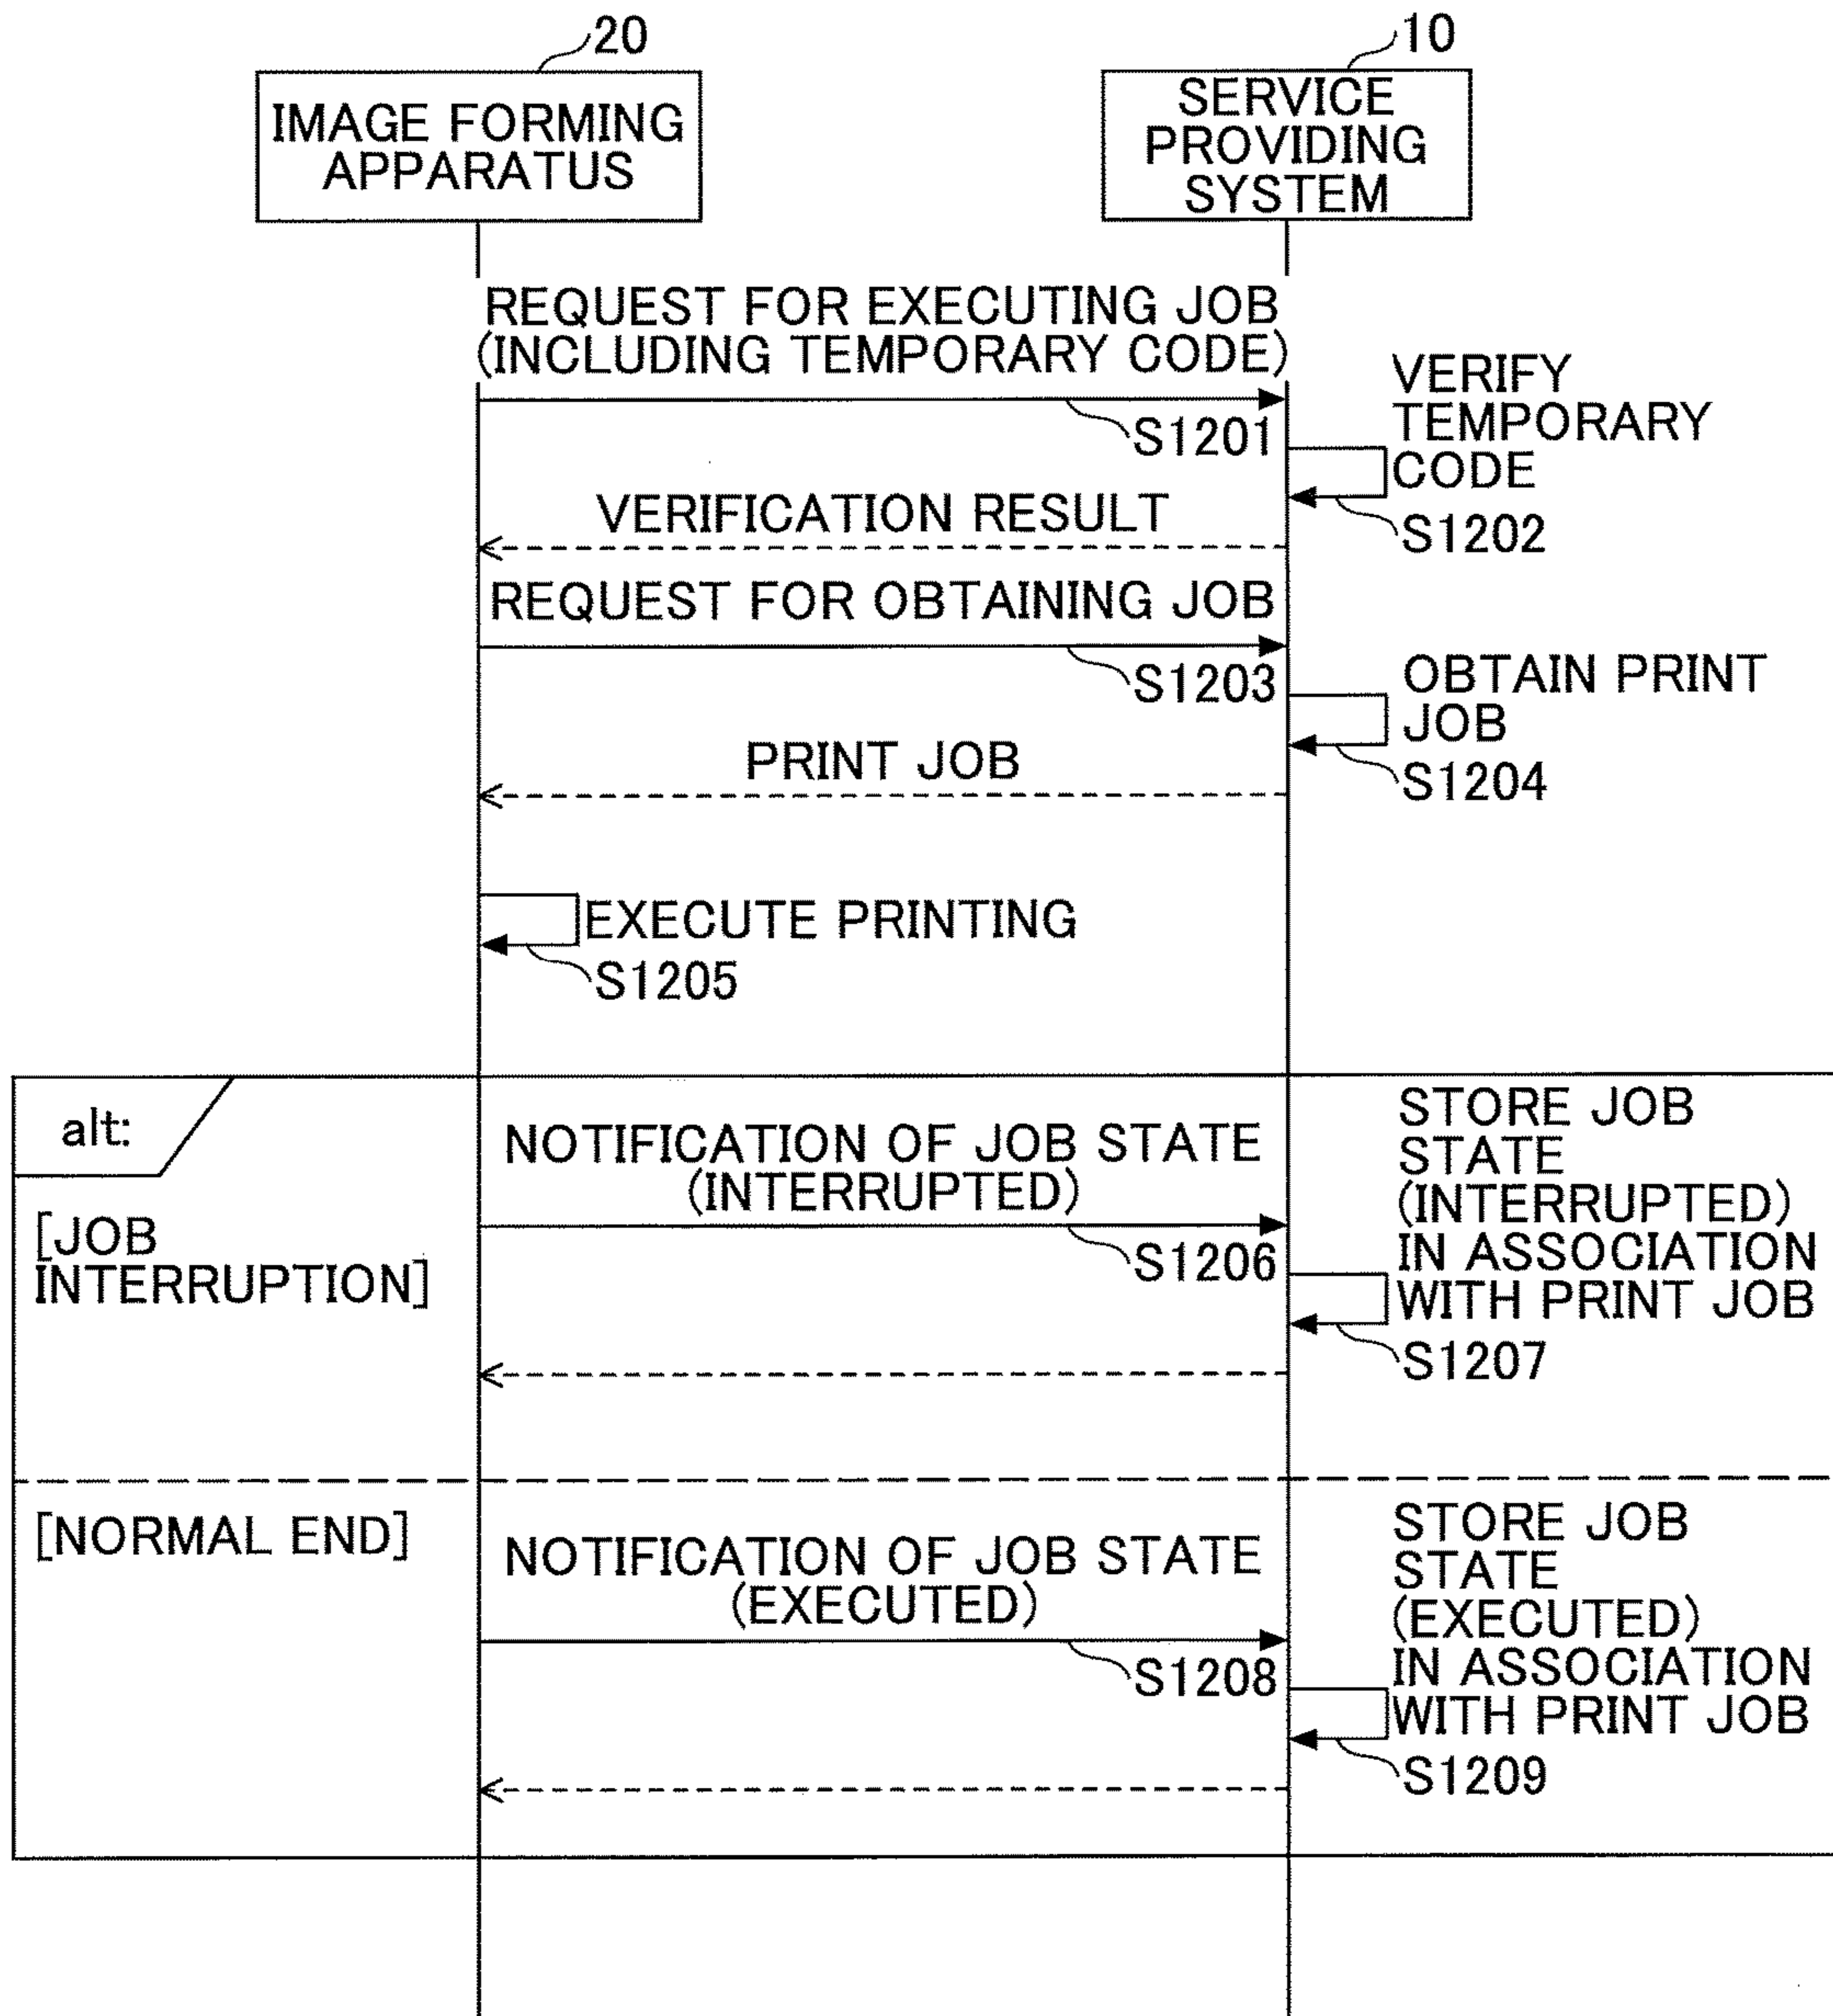 20
10
IMAGE FORMING
APPARATUS
SERVICE
PROVIDING
SYSTEM
REQUEST FOR EXECUTING JOB
(INCLUDING TEMPORARY CODE)
S1201
VERIFY
TEMPORARY
CODE
S1202
VERIFICATION RESULT
REQUEST FOR OBTAINING JOB
S1203
OBTAIN PRINT
JOB
S1204
PRINT JOB
EXECUTE PRINTING
S1205
alt:
[JOB
INTERRUPTION]
NOTIFICATION OF JOB STATE
(INTERRUPTED)
S1206
STORE JOB
STATE
(INTERRUPTED)
IN ASSOCIATION
WITH PRINT JOB
S1207
[NORMAL END]
NOTIFICATION OF JOB STATE
(EXECUTED)
S1208
STORE JOB
STATE
(EXECUTED)
IN ASSOCIATION
WITH PRINT JOB
S1209